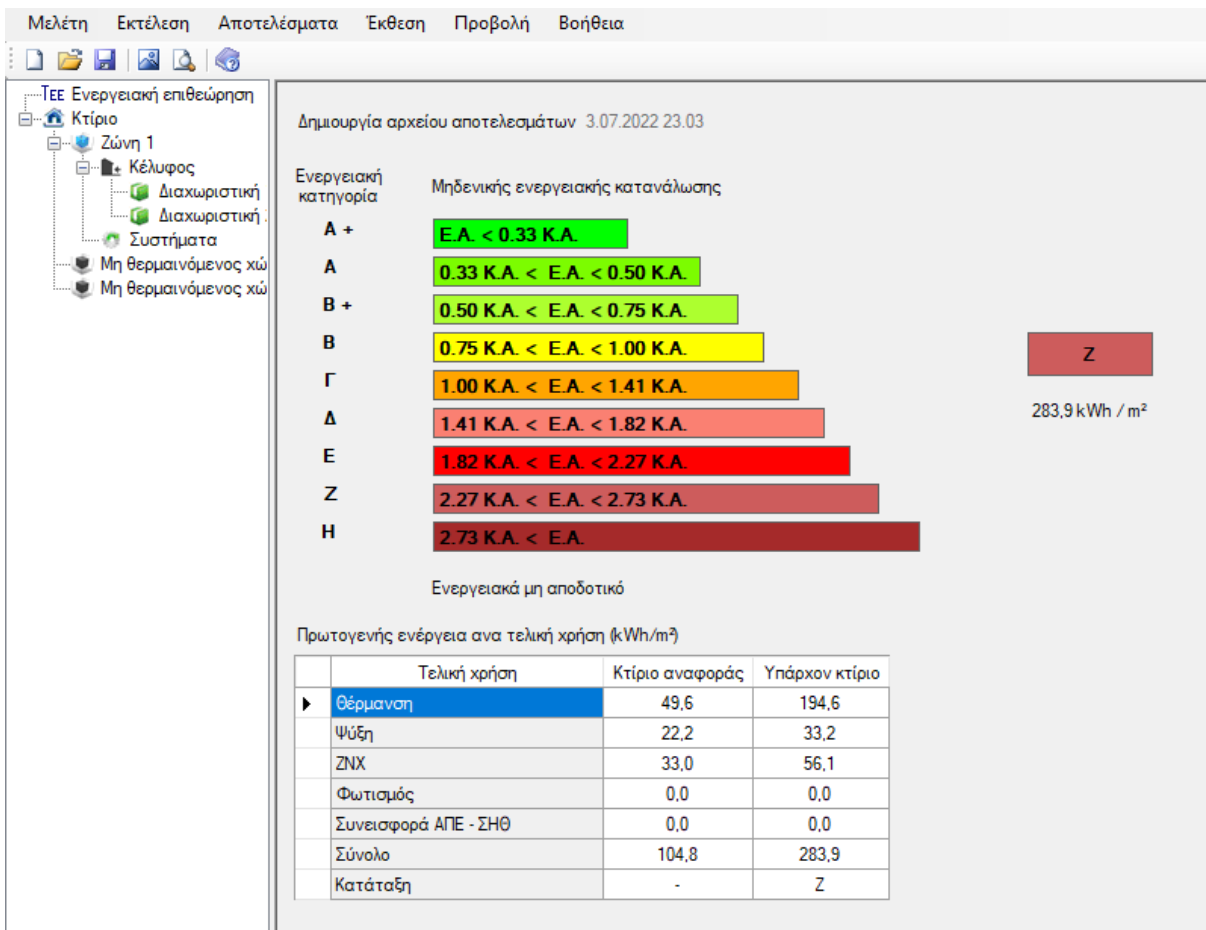 Μελέτη Εκτέλεση Αποτελέσματα Έκθεση Προβολή Βοήθεια
ΤΕΕ Ενεργειακή επιθεώρηση
Κτίριο
Ζώνη 1
Κέλυφος
Διαχωριστική
Διαχωριστική
Συστήματα
Μη θερμαινόμενος χώ
Μη θερμαινόμενος χώ
Δημιουργία αρχείου αποτελεσμάτων 3.07.2022 23.03
Ενεργειακή κατηγορία
Μηδενικής ενεργειακής κατανάλωσης
Α + Ε.Α. < 0.33 Κ.Α.
Α 0.33 Κ.Α. < Ε.Α. < 0.50 Κ.Α.
Β + 0.50 Κ.Α. < Ε.Α. < 0.75 Κ.Α.
Β 0.75 Κ.Α. < Ε.Α. < 1.00 Κ.Α.
Γ 1.00 Κ.Α. < Ε.Α. < 1.41 Κ.Α.
Δ 1.41 Κ.Α. < Ε.Α. < 1.82 Κ.Α.
Ε 1.82 Κ.Α. < Ε.Α. < 2.27 Κ.Α.
Ζ 2.27 Κ.Α. < Ε.Α. < 2.73 Κ.Α.
Η 2.73 Κ.Α. < Ε.Α.
Ζ
283,9 kWh / m²
Ενεργειακά μη αποδοτικό
Πρωτογενής ενέργεια ανα τελική χρήση (kWh/m²)
Τελική χρήση Κτίριο αναφοράς Υπάρχον κτίριο
Θέρμανση 49,6 194,6
Ψύξη 22,2 33,2
ΖΝΧ 33,0 56,1
Φωτισμός 0,0 0,0
Συνεισφορά ΑΠΕ - ΣΗΘ 0,0 0,0
Σύνολο 104,8 283,9
Κατάταξη - Ζ